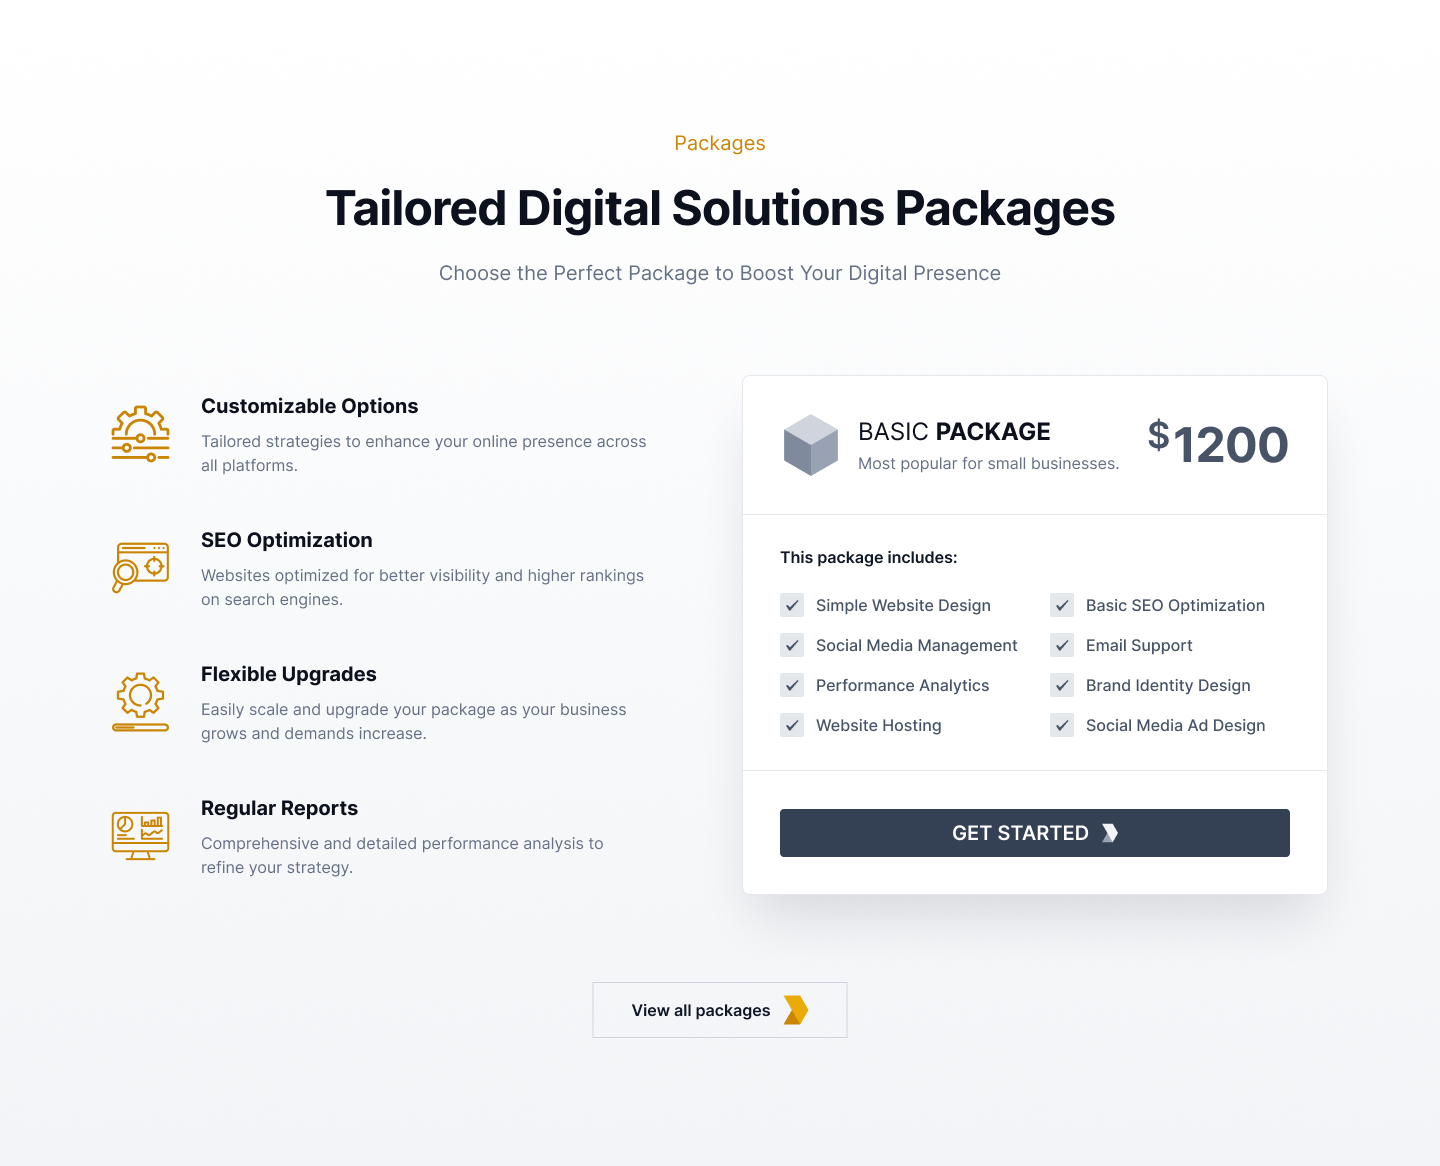 Packages
Tailored Digital Solutions Packages
Choose the Perfect Package to Boost Your Digital Presence
Customizable Options
Tailored strategies to enhance your online presence across
all platforms.
SEO Optimization
Websites optimized for better visibility and higher rankings
on search engines.
Flexible Upgrades
Easily scale and upgrade your package as your business
grows and demands increase.
Regular Reports
Comprehensive and detailed performance analysis to
refine your strategy.
BASIC PACKAGE
Most popular for small businesses.
$1200
This package includes:
Simple Website Design
Basic SEO Optimization
Social Media Management
Email Support
Performance Analytics
Brand Identity Design
Website Hosting
Social Media Ad Design
GET STARTED
View all packages